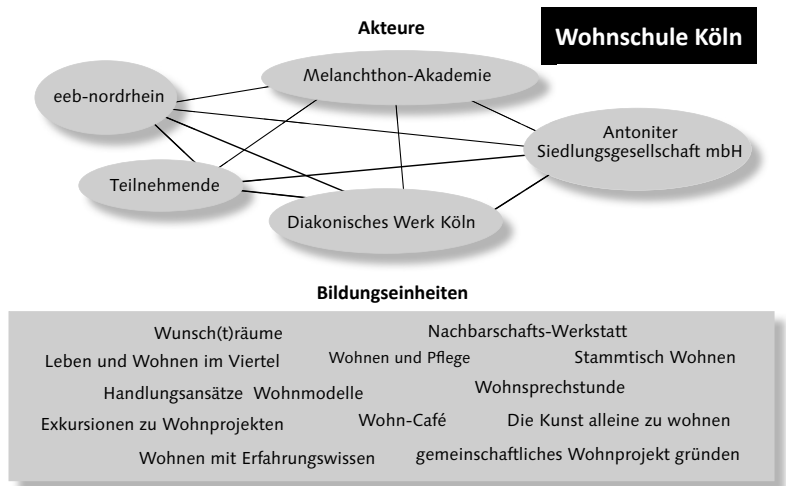 Akteure
Wohnschule Köln
Melanchthon-Akademie
eeb-nordrhein
Antoniter
Siedlungsgesellschaft mbH
Teilnehmende
Diakonisches Werk Köln
Bildungseinheiten
Wunsch(t)räume
Nachbarschafts-Werkstatt
Leben und Wohnen im Viertel
Wohnen und Pflege
Stammtisch Wohnen
Handlungsansätze Wohnmodelle
Wohnsprechstunde
Exkursionen zu Wohnprojekten
Wohn-Café
Die Kunst alleine zu wohnen
Wohnen mit Erfahrungswissen
gemeinschaftliches Wohnprojekt gründen